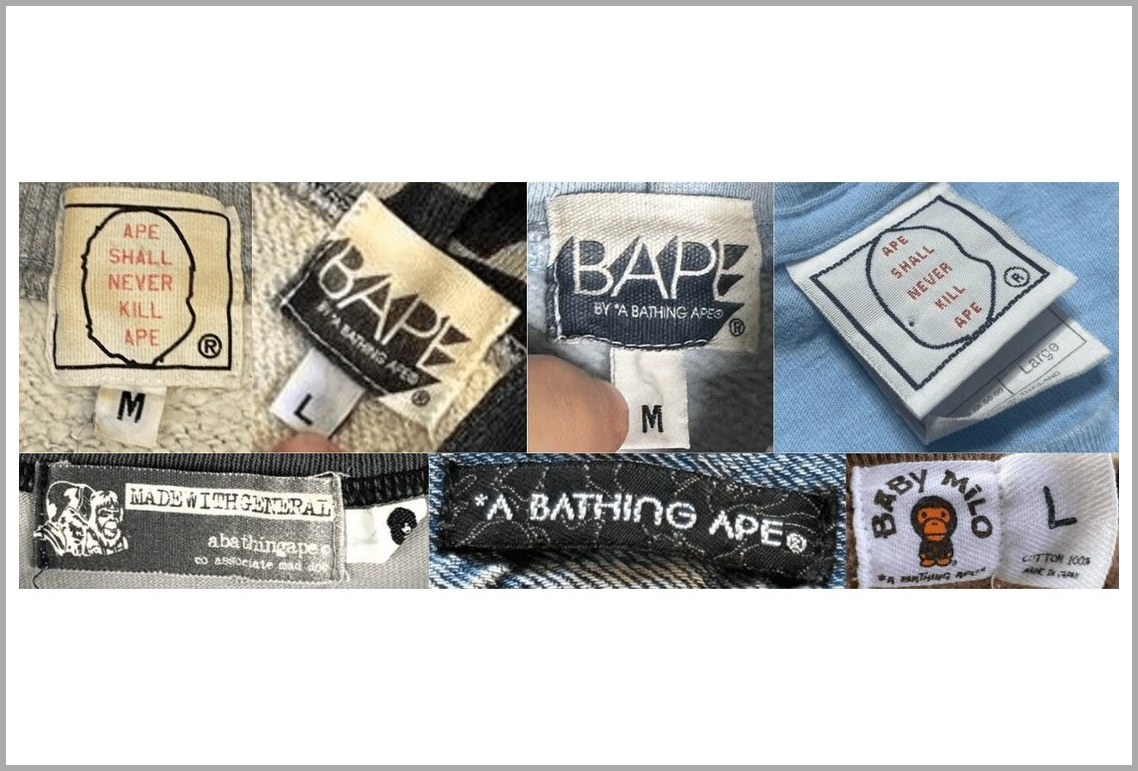 APE
SHALL
NEVER
KILL
APE
®
M
BAPE
BY *A BATHING APE®
®
L
BAPE
BY *A BATHING APE®
®
M
APE
SHALL
NEVER
KILL
APE
®
Large
MADE WITH GENERAL
abathingape®
co associate mad doc
*A BATHING APE®
BABY MILO
*A BATHING APE®
L
COTTON 100%
MADE IN JAPAN